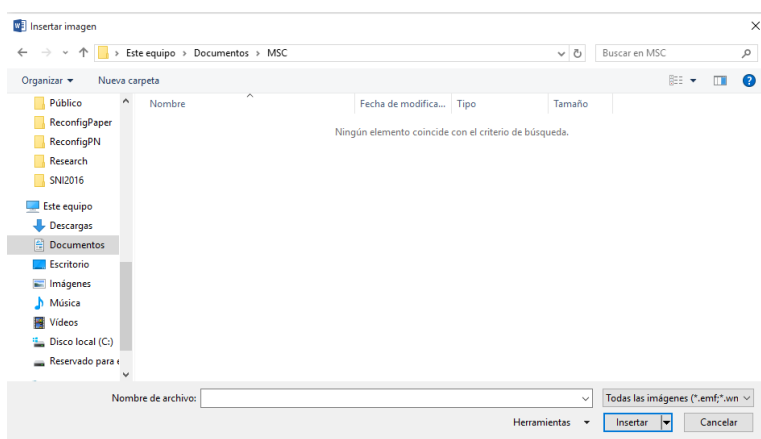 Insertar imagen
Este equipo > Documentos > MSC
Buscar en MSC
Organizar
Nueva carpeta
Nombre
Fecha de modifica...
Tipo
Tamaño
Ningún elemento coincide con el criterio de búsqueda.
Público
ReconfigPaper
ReconfigPN
Research
SNI2016
Este equipo
Descargas
Documentos
Escritorio
Imágenes
Música
Vídeos
Disco local (C:)
Reservado para e
Nombre de archivo:
Todas las imágenes (*.emf;*.wn
Herramientas
Insertar
Cancelar